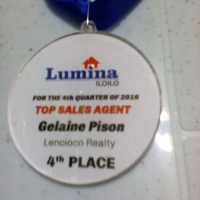 Lumina
ILOILO
FOR THE 4th QUARTER OF 2016
TOP SALES AGENT
Gelaine Pison
Lencioco Realty
4th PLACE